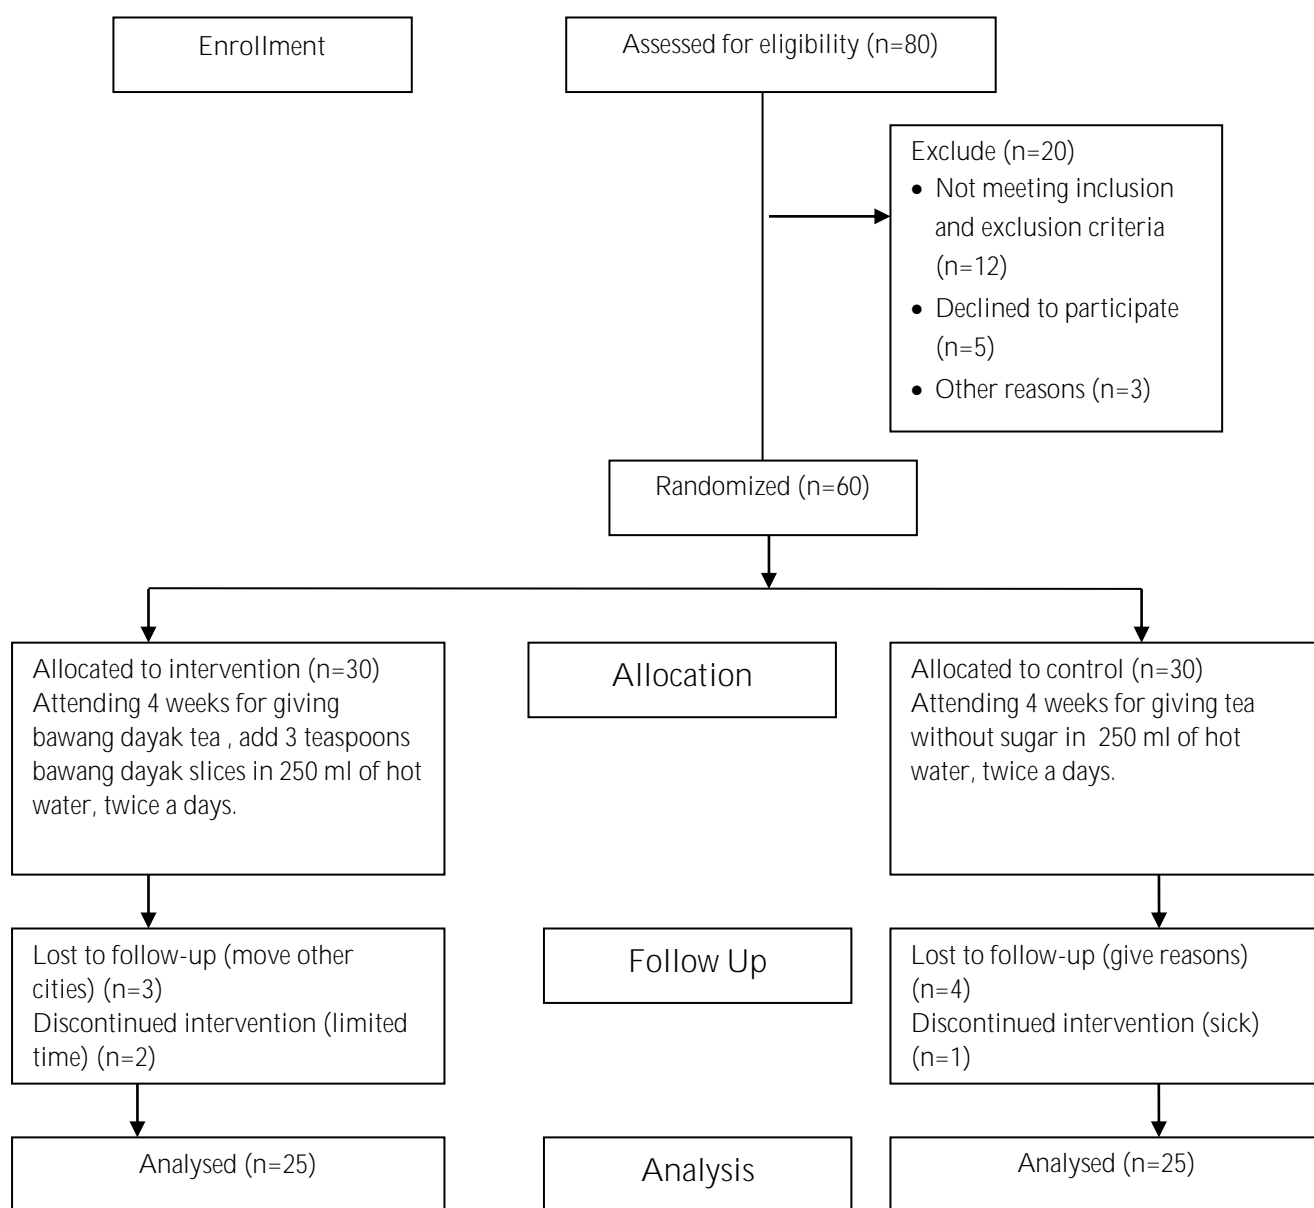 Enrollment
Assessed for eligibility (n=80)
Exclude (n=20)
• Not meeting inclusion
and exclusion criteria
(n=12)
• Declined to participate
(n=5)
• Other reasons (n=3)
Randomized (n=60)
Allocated to intervention (n=30)
Attending 4 weeks for giving
bawang dayak tea , add 3 teaspoons
bawang dayak slices in 250 ml of hot
water, twice a days.
Allocation
Allocated to control (n=30)
Attending 4 weeks for giving tea
without sugar in 250 ml of hot
water, twice a days.
Lost to follow-up (move other
cities) (n=3)
Discontinued intervention (limited
time) (n=2)
Follow Up
Lost to follow-up (give reasons)
(n=4)
Discontinued intervention (sick)
(n=1)
Analysed (n=25)
Analysis
Analysed (n=25)